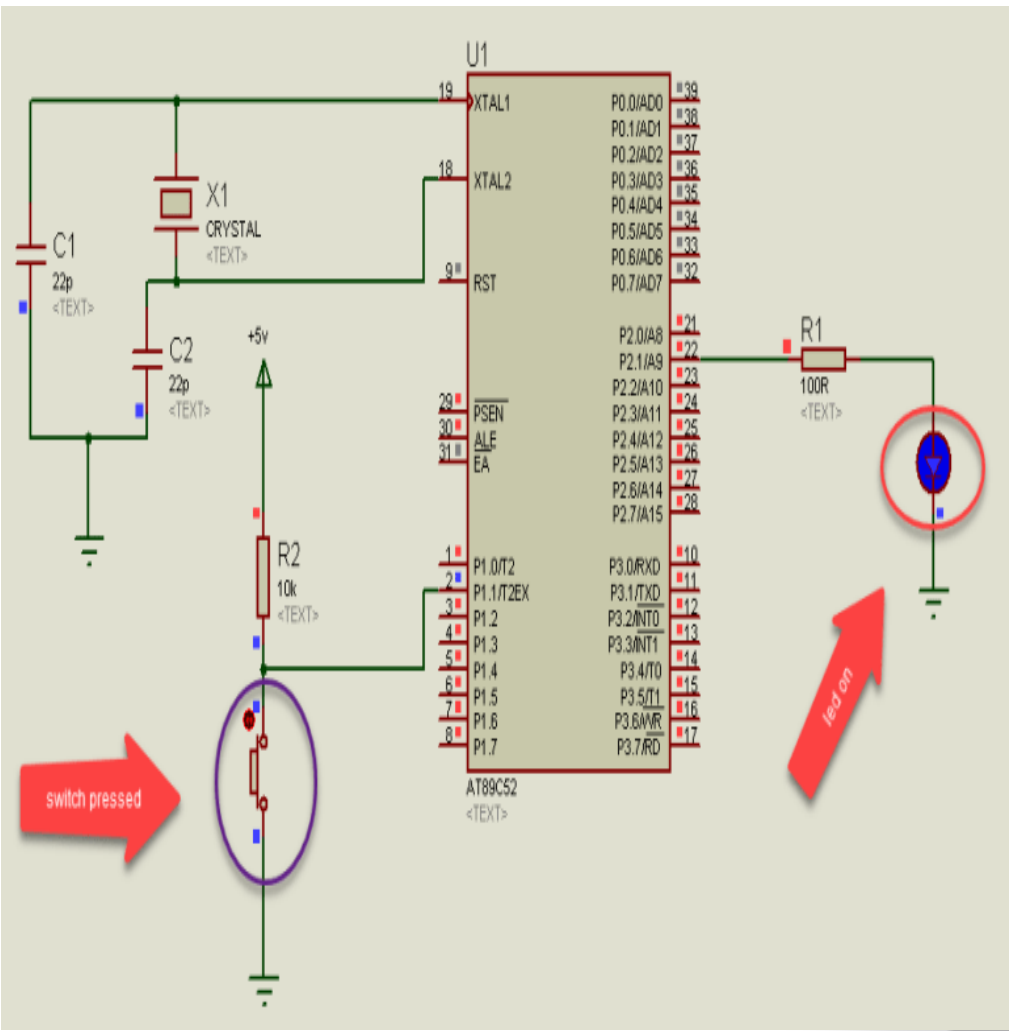 U1
19
XTAL1
18
XTAL2
9
RST
29
PSEN
30
ALE
31
EA
1
P1.0/T2
2
P1.1/T2EX
3
P1.2
4
P1.3
5
P1.4
6
P1.5
7
P1.6
8
P1.7
P0.0/AD0
39
P0.1/AD1
38
P0.2/AD2
37
P0.3/AD3
36
P0.4/AD4
35
P0.5/AD5
34
P0.6/AD6
33
P0.7/AD7
32
P2.0/A8
21
P2.1/A9
22
P2.2/A10
23
P2.3/A11
24
P2.4/A12
25
P2.5/A13
26
P2.6/A14
27
P2.7/A15
28
P3.0/RXD
10
P3.1/TXD
11
P3.2/INT0
12
P3.3/INT1
13
P3.4/T0
14
P3.5/T1
15
P3.6/WR
16
P3.7/RD
17
AT89C52
<TEXT>
X1
CRYSTAL
<TEXT>
C1
22p
<TEXT>
C2
22p
<TEXT>
+5v
R2
10k
<TEXT>
R1
100R
<TEXT>
led on
switch pressed